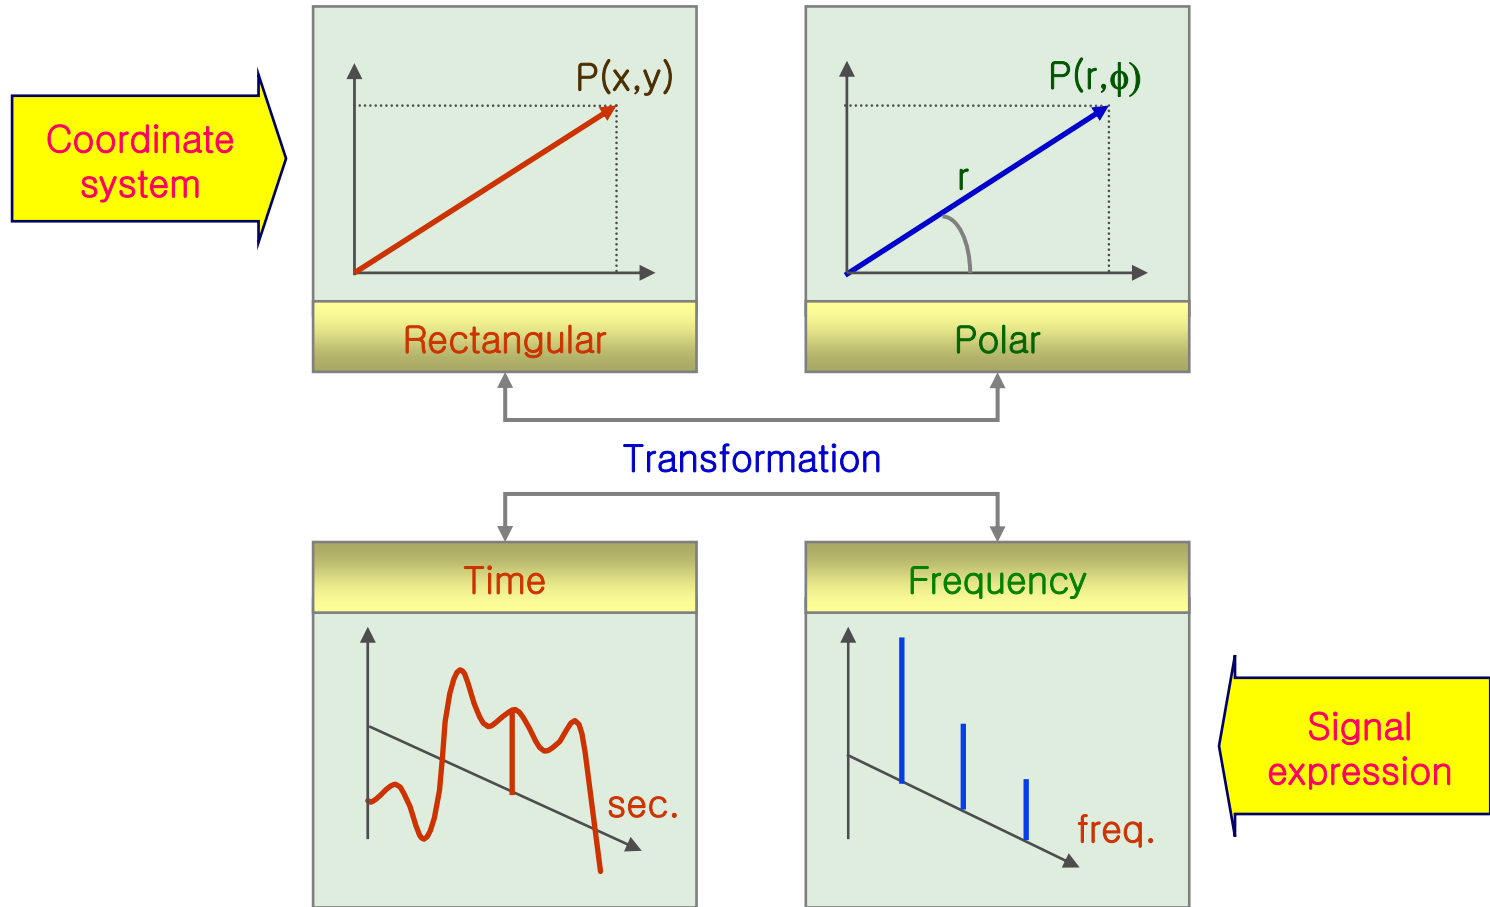 Coordinate
system
P(x,y)
Rectangular
P(r,ϕ)
r
Polar
Transformation
Time
sec.
Frequency
freq.
Signal
expression